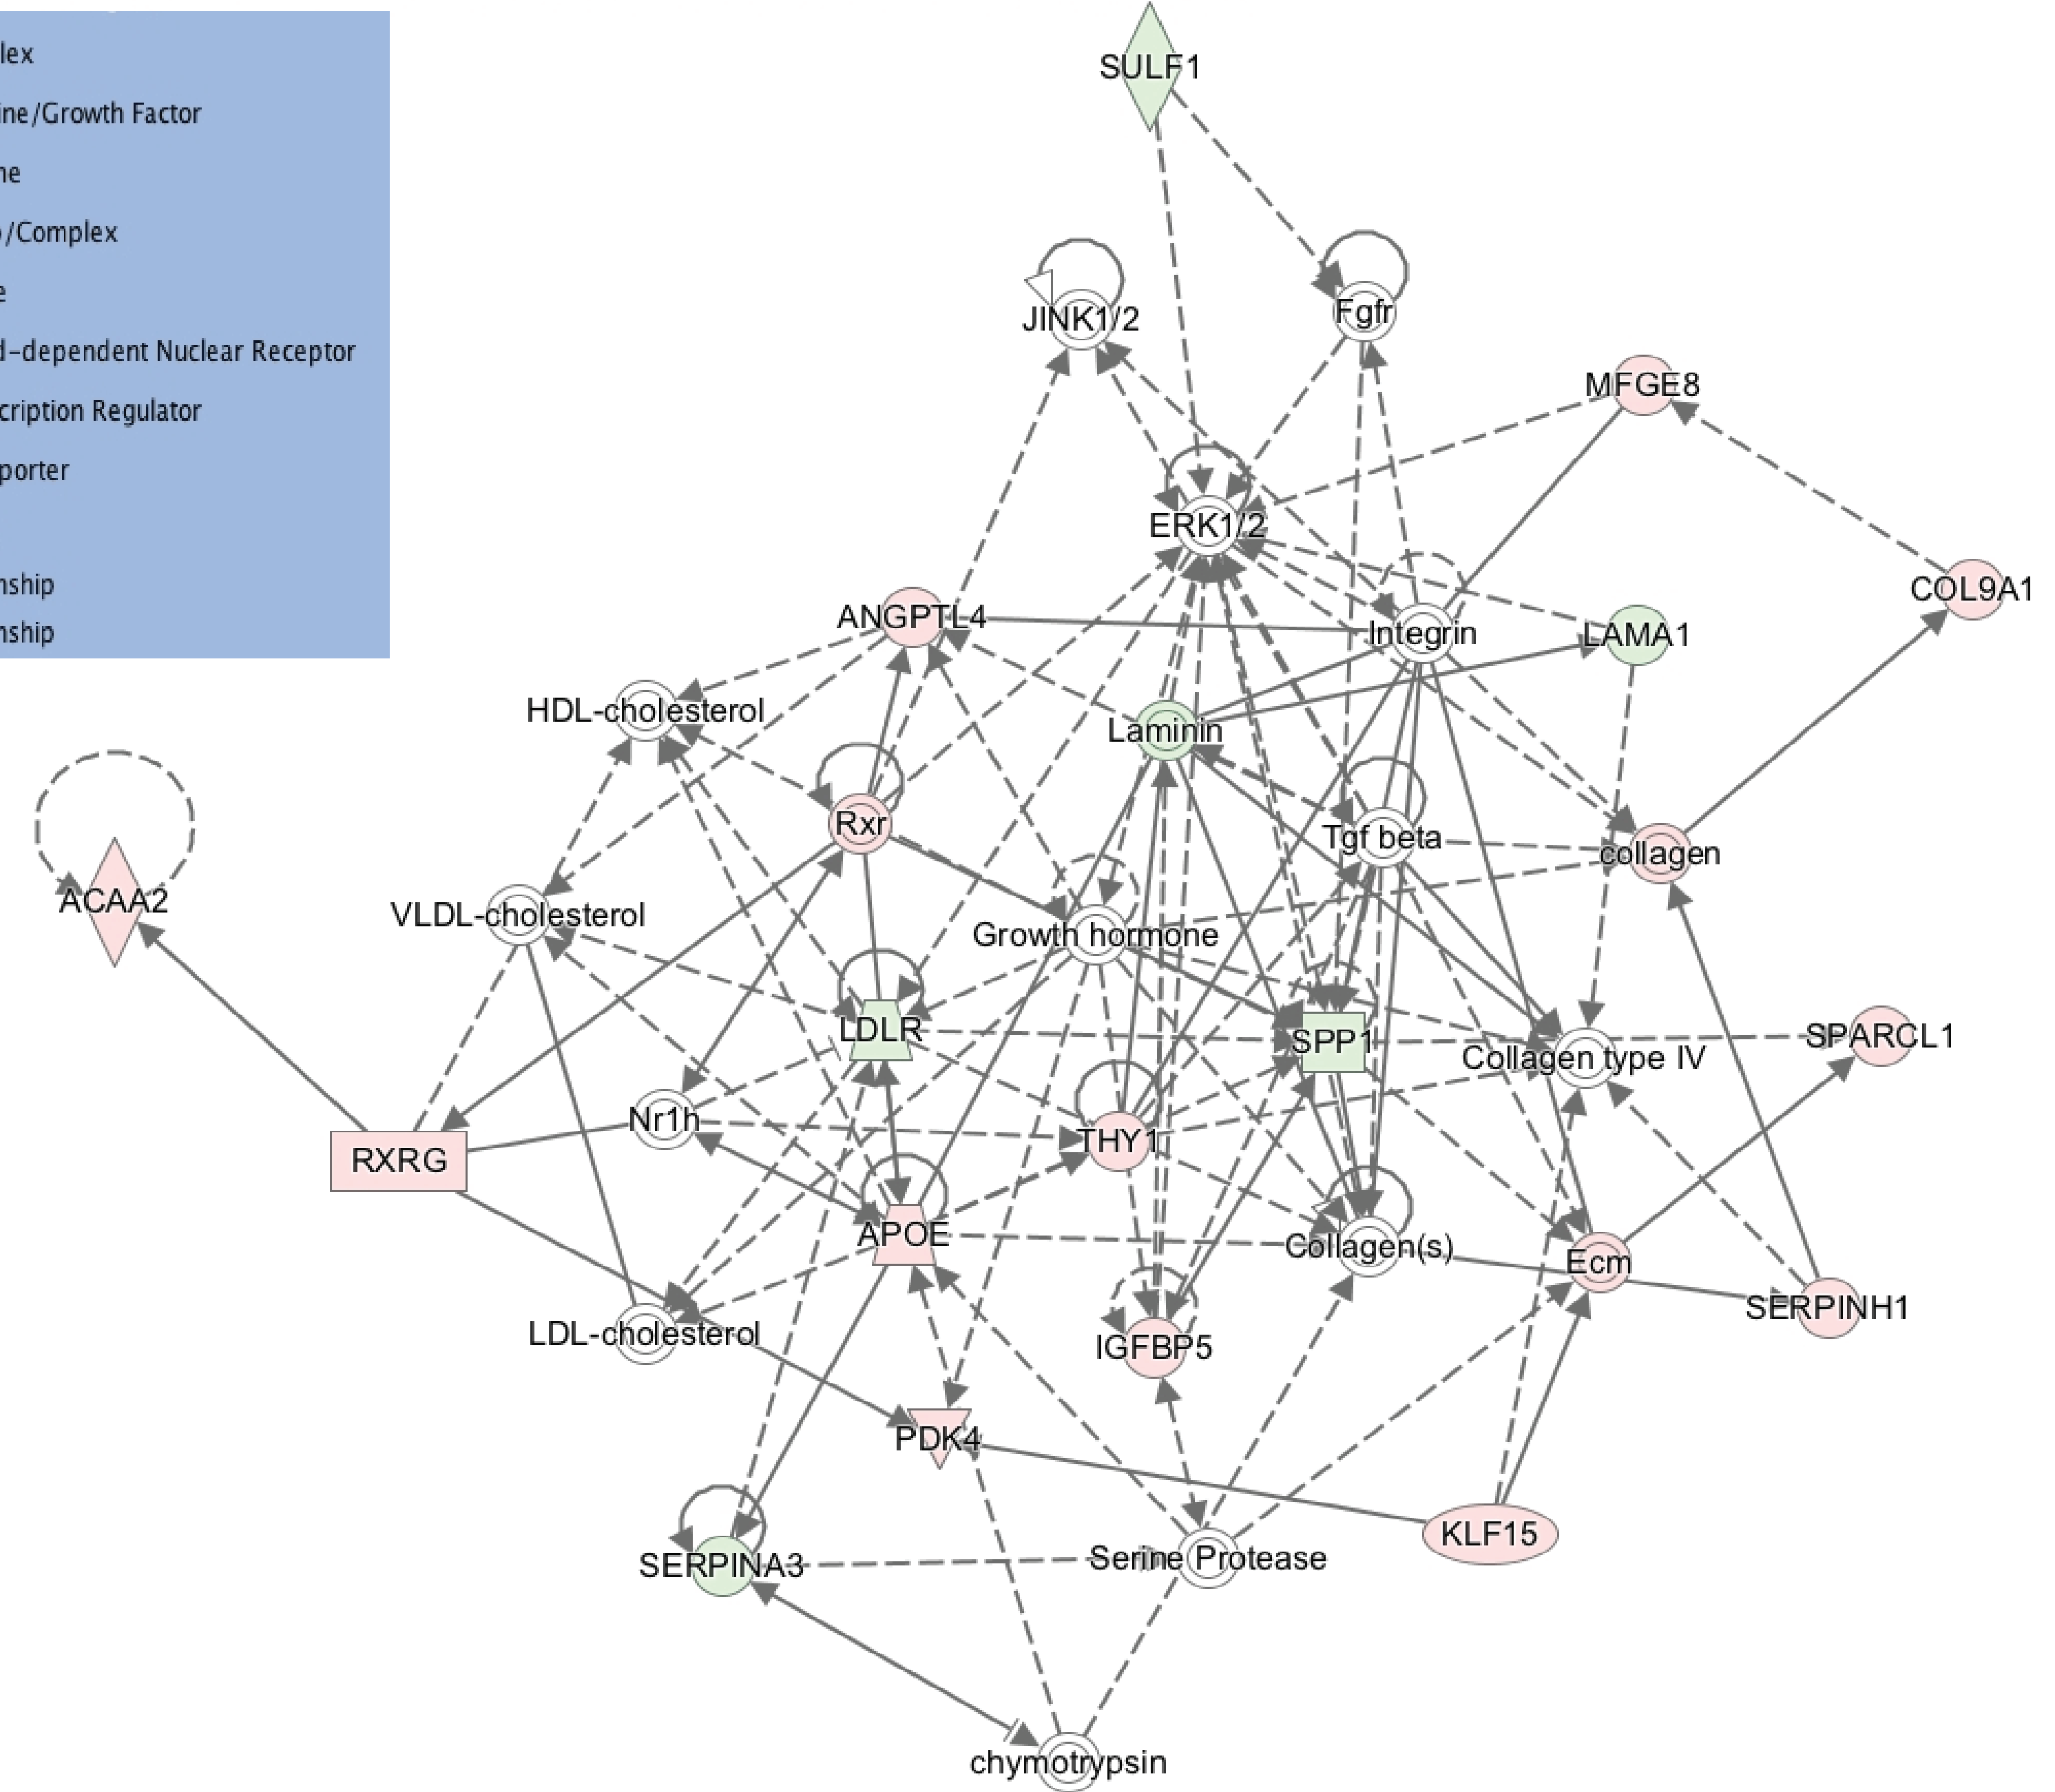 lex
ine/Growth Factor
ne
o/Complex
e
d-dependent Nuclear Receptor
cription Regulator
porter
nship
nship
SULF1
JINK1/2
Fgfr
MFGE8
ERK1/2
COL9A1
ANGPTL4
Integrin
LAMA1
HDL-cholesterol
Laminin
Rxr
Tgf beta
collagen
ACAA2
VLDL-cholesterol
Growth hormone
LDLR
SPP1
Collagen type IV
SPARCL1
Nr1h
THY1
RXRG
APOE
Collagen(s)
Ecm
SERPINH1
LDL-cholesterol
IGFBP5
PDK4
KLF15
SERPINA3
Serine Protease
chymotrypsin